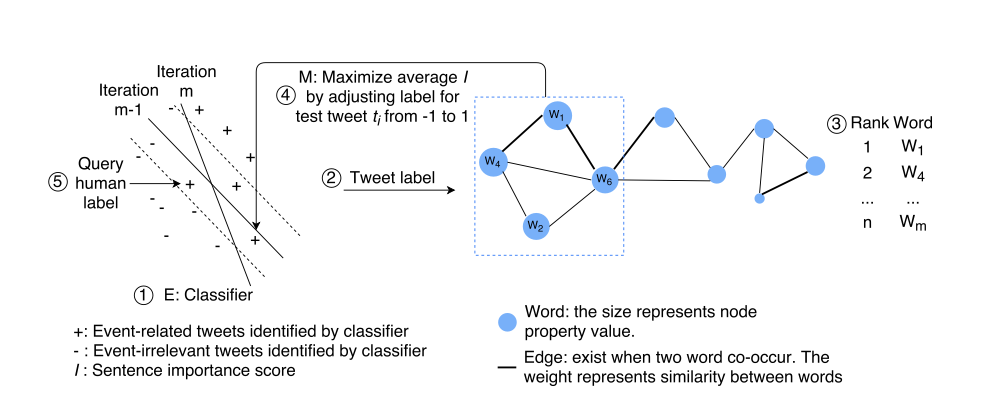 Iteration
m
Iteration
m-1
M: Maximize average I
④ by adjusting label for
test tweet ti from -1 to 1
Query
⑤ human
label
② Tweet label
W1
W4
W6
W2
③ Rank Word
1 W1
2 W4
... ...
n Wm
① E: Classifier
+: Event-related tweets identified by classifier
- : Event-irrelevant tweets identified by classifier
I : Sentence importance score
Word: the size represents node
property value.
Edge: exist when two word co-occur. The
weight represents similarity between words